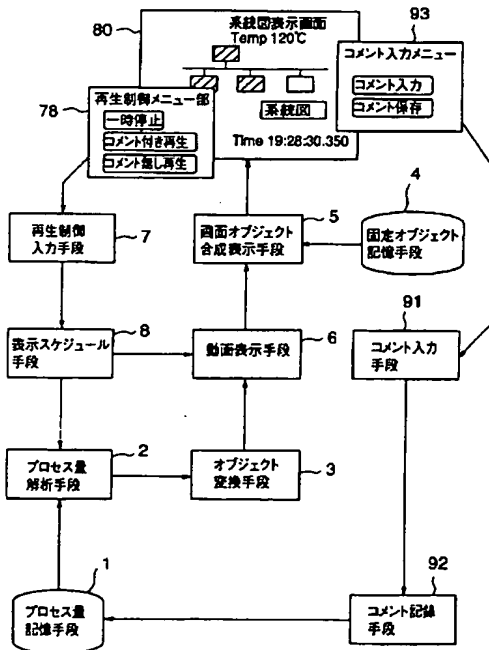 80
系統図表示画面
Temp 120℃
93
コメント入力メニュー
コメント入力
コメント保存
78
再生制御メニュー部
一時停止
コメント付き再生
コメント無し再生
系統図
Time 19:28:30.350
再生制御
入力手段
7
画面オブジェクト
合成表示手段
5
4
固定オブジェクト
記憶手段
表示スケジュール
手段
8
動画表示手段
6
91
コメント入力
手段
プロセス量
解析手段
2
オブジェクト
変換手段
3
1
プロセス量
記憶手段
92
コメント記録
手段